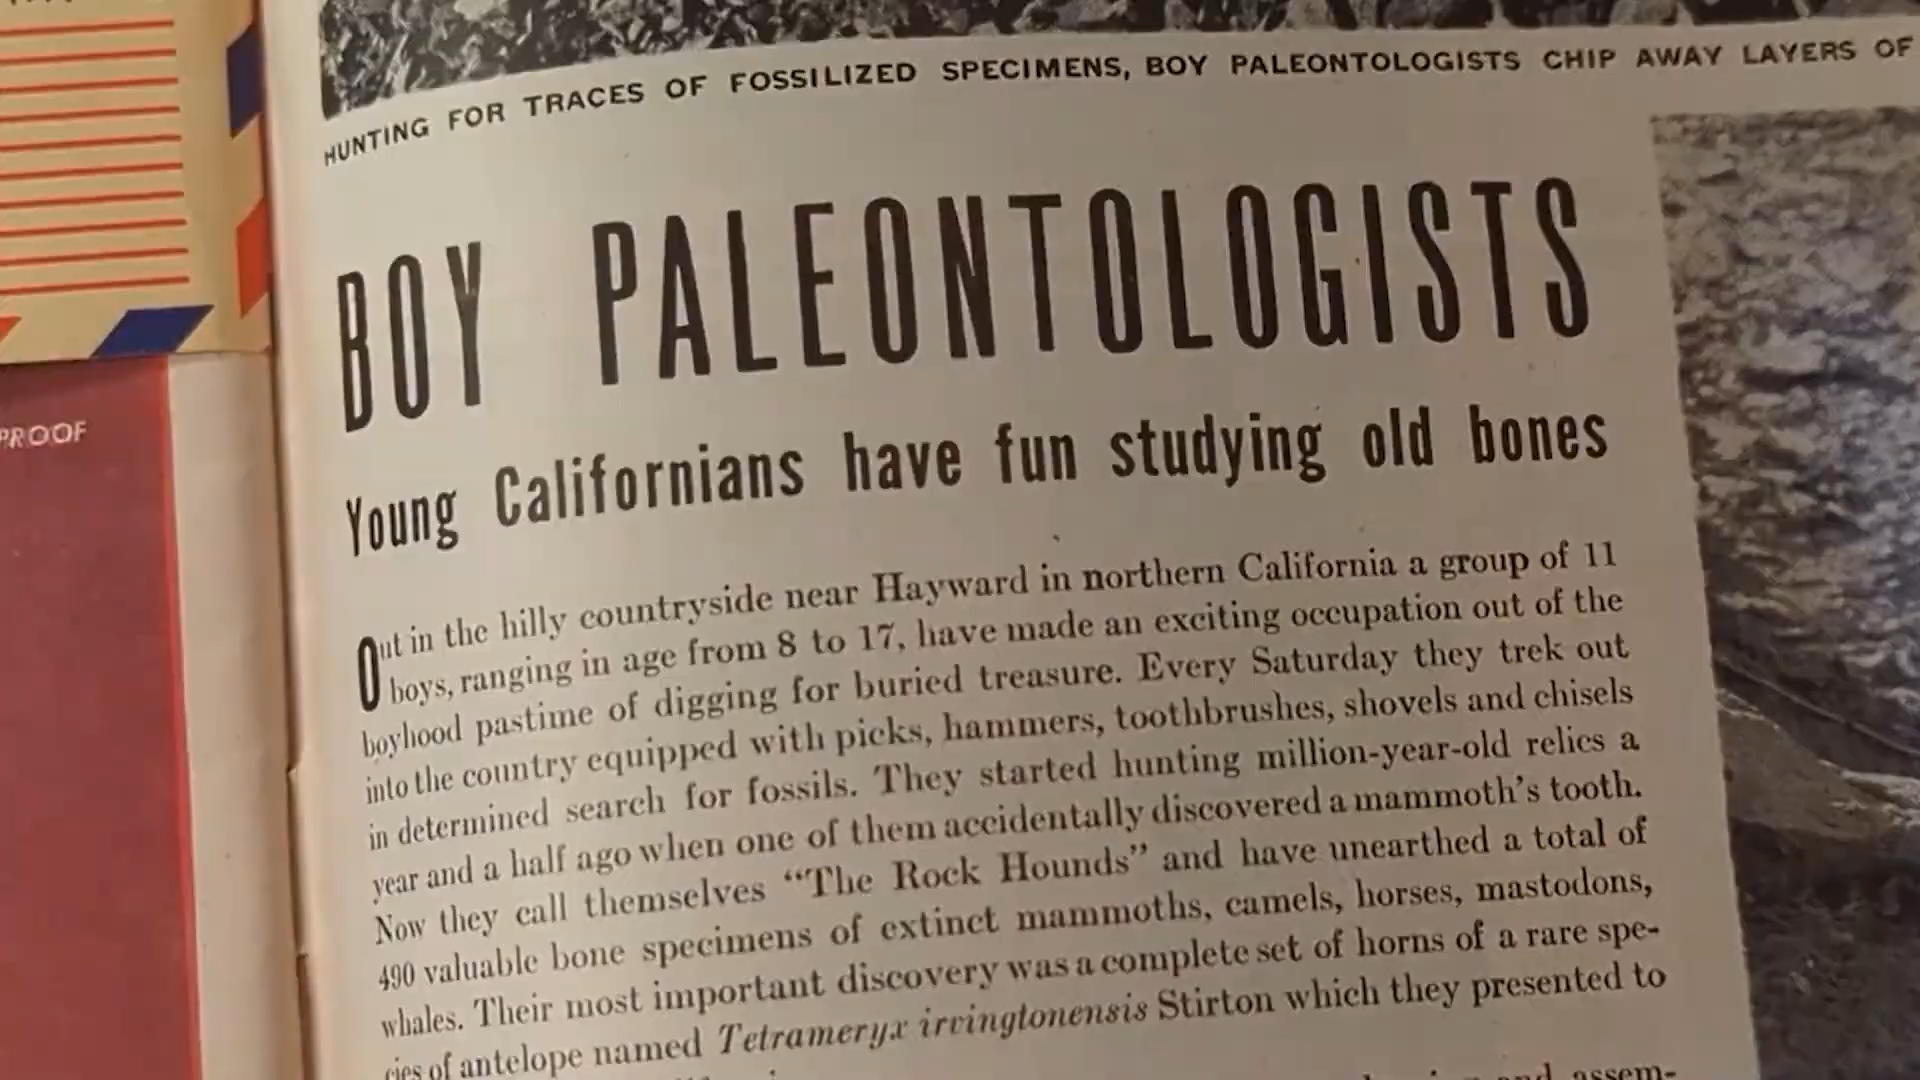 HUNTING FOR TRACES OF FOSSILIZED SPECIMENS, BOY PALEONTOLOGISTS CHIP AWAY LAYERS OF
BOY PALEONTOLOGISTS
Young Californians have fun studying old bones
Out in the hilly countryside near Hayward in northern California a group of 11
boys, ranging in age from 8 to 17, have made an exciting occupation out of the
boyhood pastime of digging for buried treasure. Every Saturday they trek out
into the country equipped with picks, hammers, toothbrushes, shovels and chisels
in determined search for fossils. They started hunting million-year-old relics a
year and a half ago when one of them accidentally discovered a mammoth's tooth.
Now they call themselves “The Rock Hounds” and have unearthed a total of
490 valuable bone specimens of extinct mammoths, camels, horses, mastodons,
whales. Their most important discovery was a complete set of horns of a rare spe-
cies of antelope named Tetrameryx irvingtonensis Stirton which they presented to
and assem-
PROOF